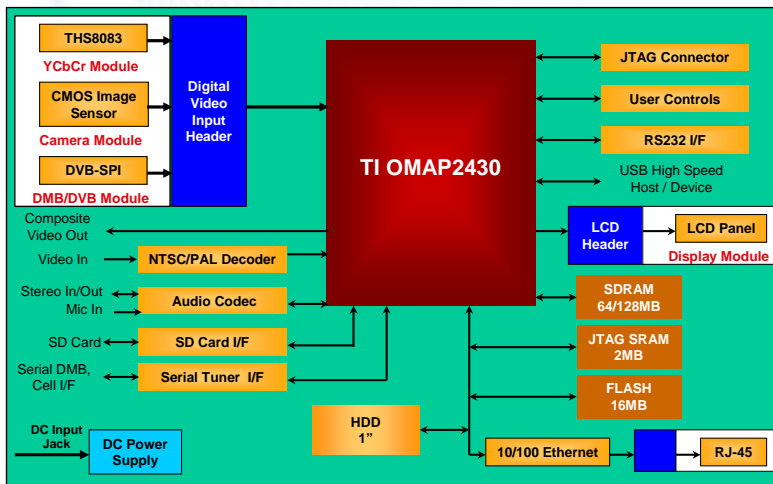 THS8083
YCbCr Module
CMOS Image
Sensor
Camera Module
DVB-SPI
DMB/DVB Module
Digital
Video
Input
Header
TI OMAP2430
JTAG Connector
User Controls
RS232 I/F
USB High Speed
Host / Device
LCD
Header
LCD Panel
Display Module
Composite
Video Out
Video In
NTSC/PAL Decoder
Stereo In/Out
Mic In
Audio Codec
SD Card
SD Card I/F
Serial DMB,
Cell I/F
Serial Tuner I/F
SDRAM
64/128MB
JTAG SRAM
2MB
FLASH
16MB
HDD
1”
10/100 Ethernet
RJ-45
DC Input
Jack
DC Power
Supply